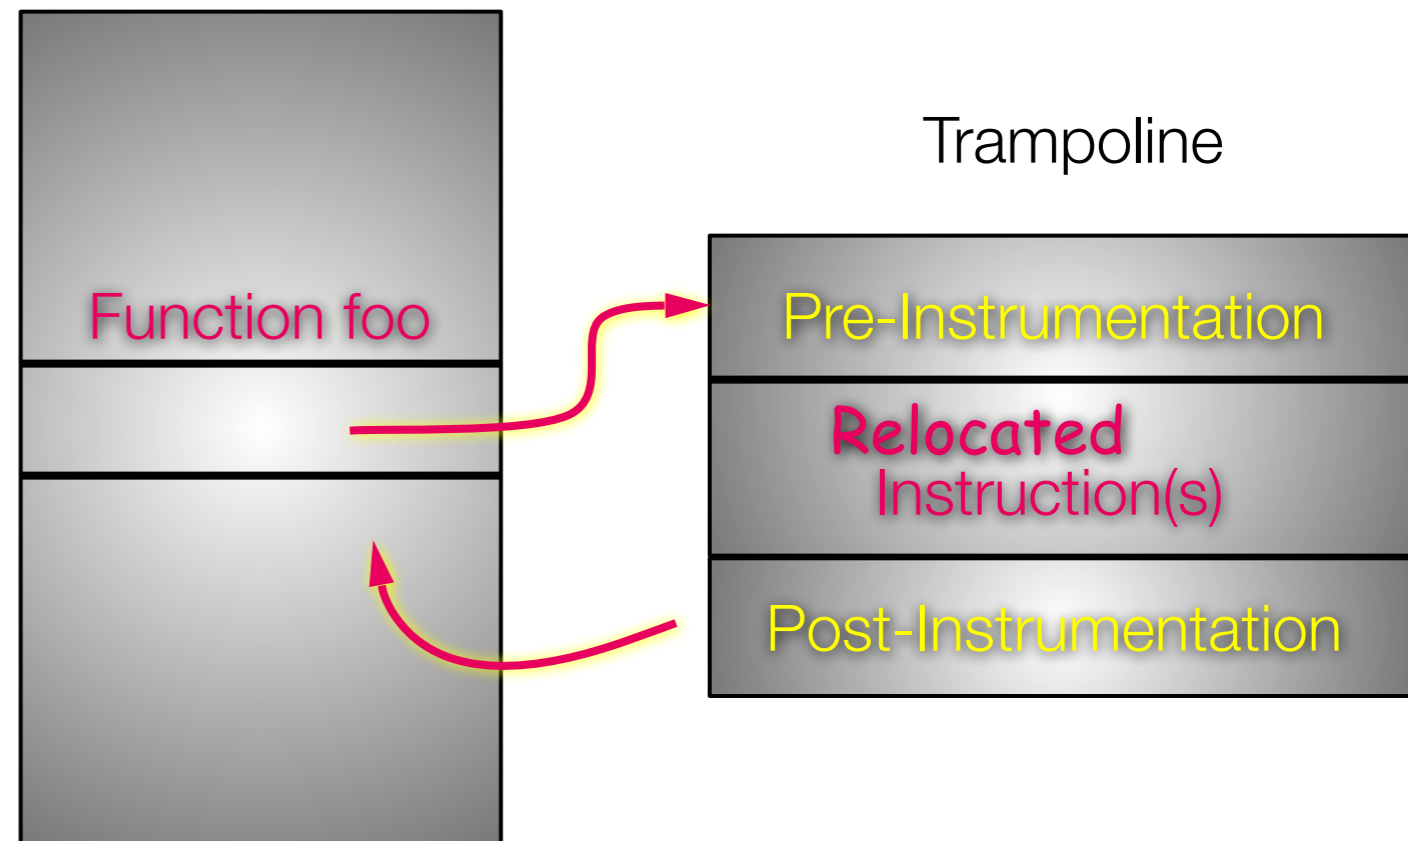 Trampoline
Function foo
Pre-Instrumentation
Relocated
Instruction(s)
Post-Instrumentation